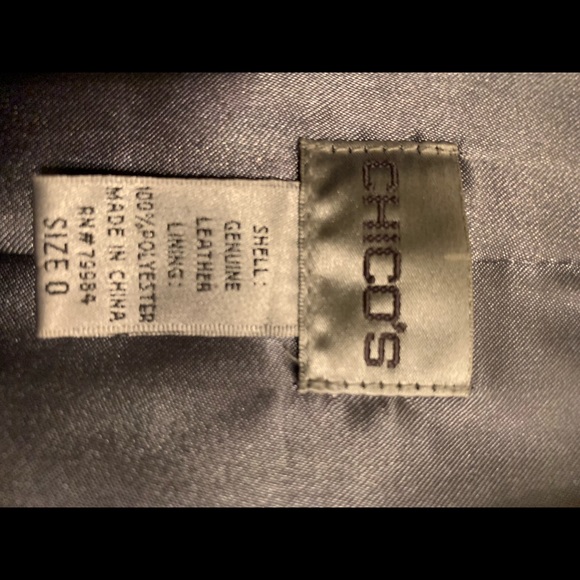 CHICO'S
SHELL:
GENUINE
LEATHER
LINING:
100%POLYESTER
MADE IN CHINA
RN#79984
SIZE 0